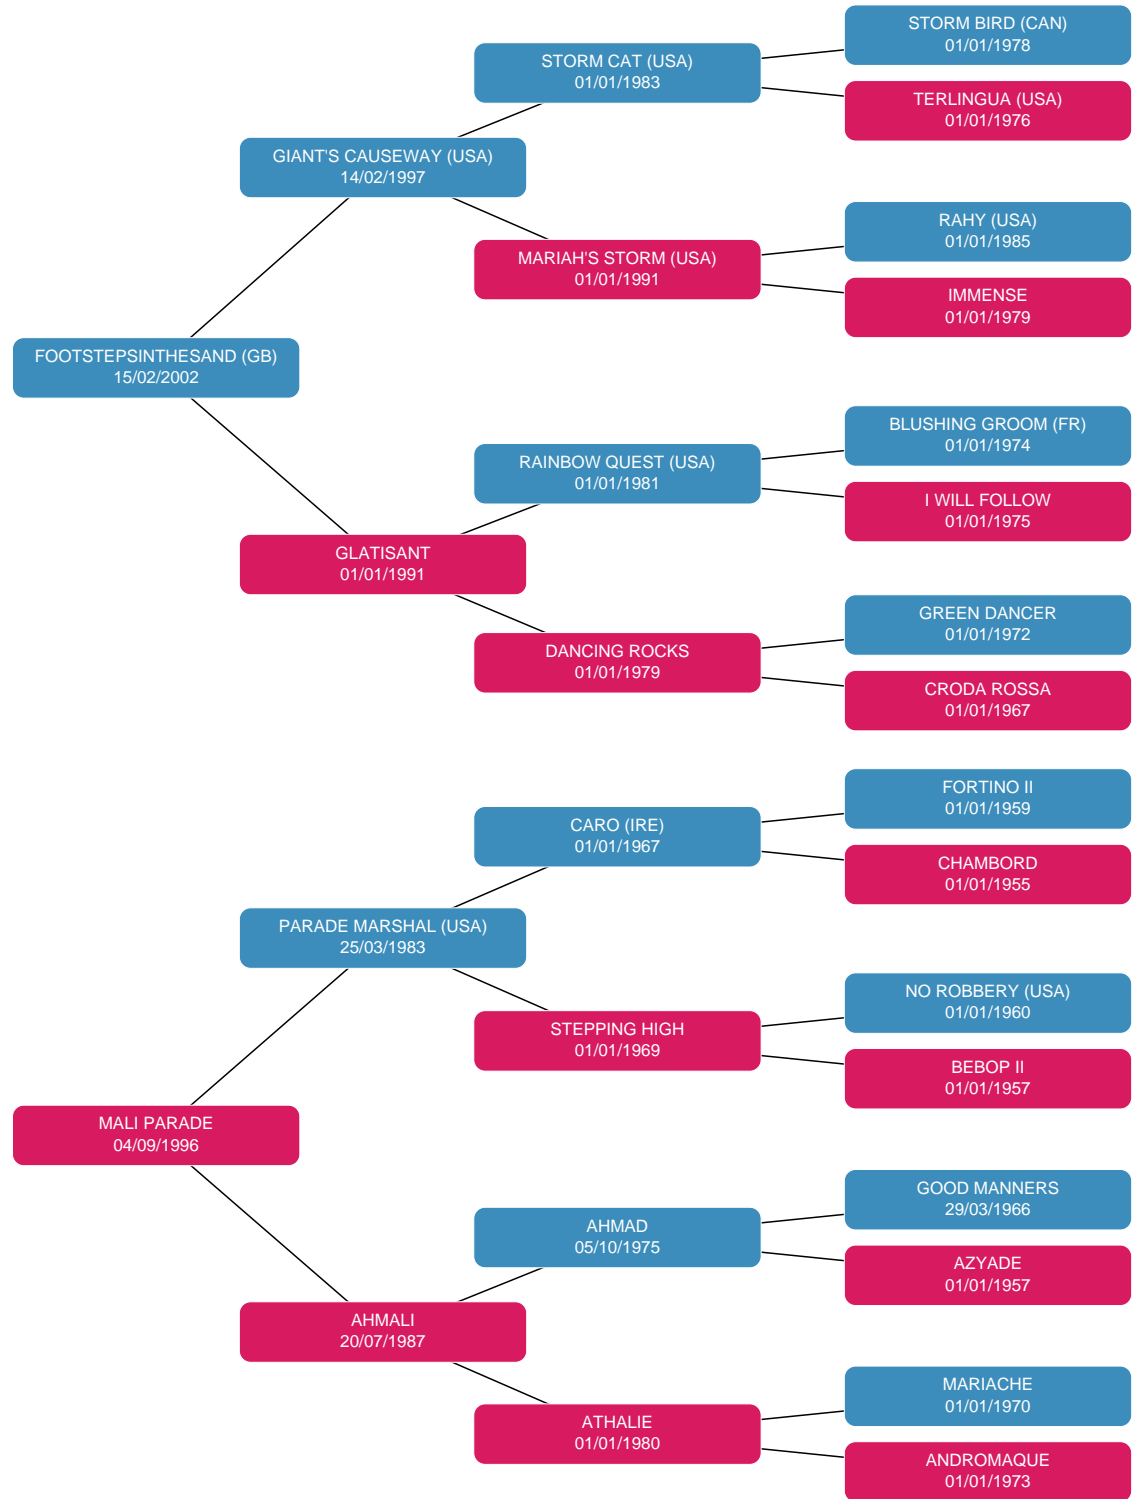 STORM BIRD (CAN)
01/01/1978
STORM CAT (USA)
01/01/1983
TERLINGUA (USA)
01/01/1976
GIANT'S CAUSEWAY (USA)
14/02/1997
RAHY (USA)
01/01/1985
MARIAH'S STORM (USA)
01/01/1991
IMMENSE
01/01/1979
FOOTSTEPSINTHESAND (GB)
15/02/2002
BLUSHING GROOM (FR)
01/01/1974
RAINBOW QUEST (USA)
01/01/1981
I WILL FOLLOW
01/01/1975
GLATISANT
01/01/1991
GREEN DANCER
01/01/1972
DANCING ROCKS
01/01/1979
CRODA ROSSA
01/01/1967
FORTINO II
01/01/1959
CARO (IRE)
01/01/1967
CHAMBORD
01/01/1955
PARADE MARSHAL (USA)
25/03/1983
NO ROBBERY (USA)
01/01/1960
STEPPING HIGH
01/01/1969
BEBOP II
01/01/1957
MALI PARADE
04/09/1996
GOOD MANNERS
29/03/1966
AHMAD
05/10/1975
AZYADE
01/01/1957
AHMALI
20/07/1987
MARIACHE
01/01/1970
ATHALIE
01/01/1980
ANDROMAQUE
01/01/1973